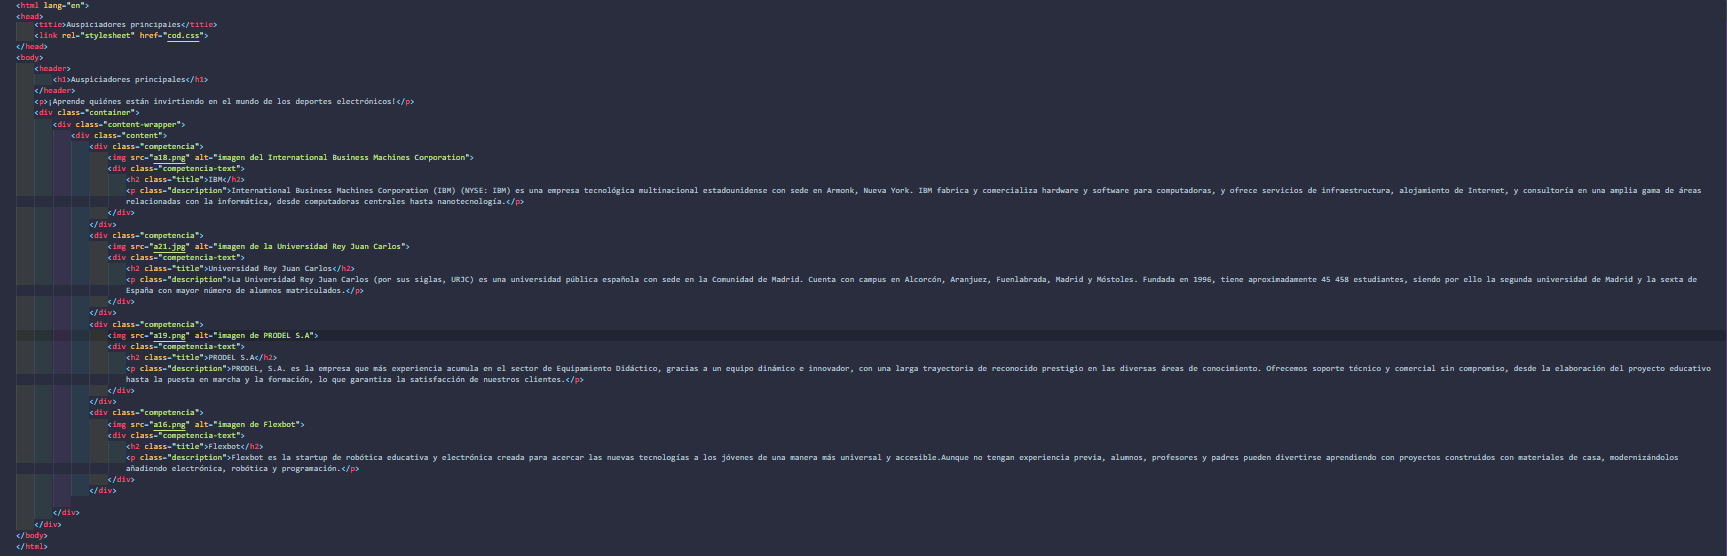 <html lang="en">
<head>
<title>Auspiciadores principales</title>
<link rel="stylesheet" href="cod.css">
</head>
<body>
<header>
<h1>Auspiciadores principales</h1>
</header>
<p>¡Aprende quiénes están invirtiendo en el mundo de los deportes electrónicos!</p>
<div class="container">
<div class="content-wrapper">
<div class="content">
<div class="competencia">
<img src="a18.png" alt="imagen del International Business Machines Corporation">
<div class="competencia-text">
<h2 class="title">IBM</h2>
<p class="description">International Business Machines Corporation (IBM) (NYSE: IBM) es una empresa tecnológica multinacional estadounidense con sede en Armonk, Nueva York. IBM fabrica y comercializa hardware y software para computadoras, y ofrece servicios de infraestructura, alojamiento de Internet, y consultoría en una amplia gama de áreas
relacionadas con la informática, desde computadoras centrales hasta nanotecnología.</p>
</div>
</div>
<div class="competencia">
<img src="a21.jpg" alt="imagen de la Universidad Rey Juan Carlos">
<div class="competencia-text">
<h2 class="title">Universidad Rey Juan Carlos</h2>
<p class="description">La Universidad Rey Juan Carlos (por sus siglas, URJC) es una universidad pública española con sede en la Comunidad de Madrid. Cuenta con campus en Alcorcón, Aranjuez, Fuenlabrada, Madrid y Móstoles. Fundada en 1996, tiene aproximadamente 45 458 estudiantes, siendo por ello la segunda universidad de Madrid y la sexta de
España con mayor número de alumnos matriculados.</p>
</div>
</div>
<div class="competencia">
<img src="a19.png" alt="imagen de PRODEL S.A">
<div class="competencia-text">
<h2 class="title">PRODEL S.A</h2>
<p class="description">PRODEL, S.A. es la empresa que más experiencia acumula en el sector de Equipamiento Didáctico, gracias a un equipo dinámico e innovador, con una larga trayectoria de reconocido prestigio en las diversas áreas de conocimiento. Ofrecemos soporte técnico y comercial sin compromiso, desde la elaboración del proyecto educativo
hasta la puesta en marcha y la formación, lo que garantiza la satisfacción de nuestros clientes.</p>
</div>
</div>
<div class="competencia">
<img src="a16.png" alt="imagen de Flexbot">
<div class="competencia-text">
<h2 class="title">Flexbot</h2>
<p class="description">Flexbot es la startup de robótica educativa y electrónica creada para acercar las nuevas tecnologías a los jóvenes de una manera más universal y accesible.Aunque no tengan experiencia previa, alumnos, profesores y padres pueden divertirse aprendiendo con proyectos construidos con materiales de casa, modernizándolos
añadiendo electrónica, robótica y programación.</p>
</div>
</div>
</div>
</div>
</body>
</html>